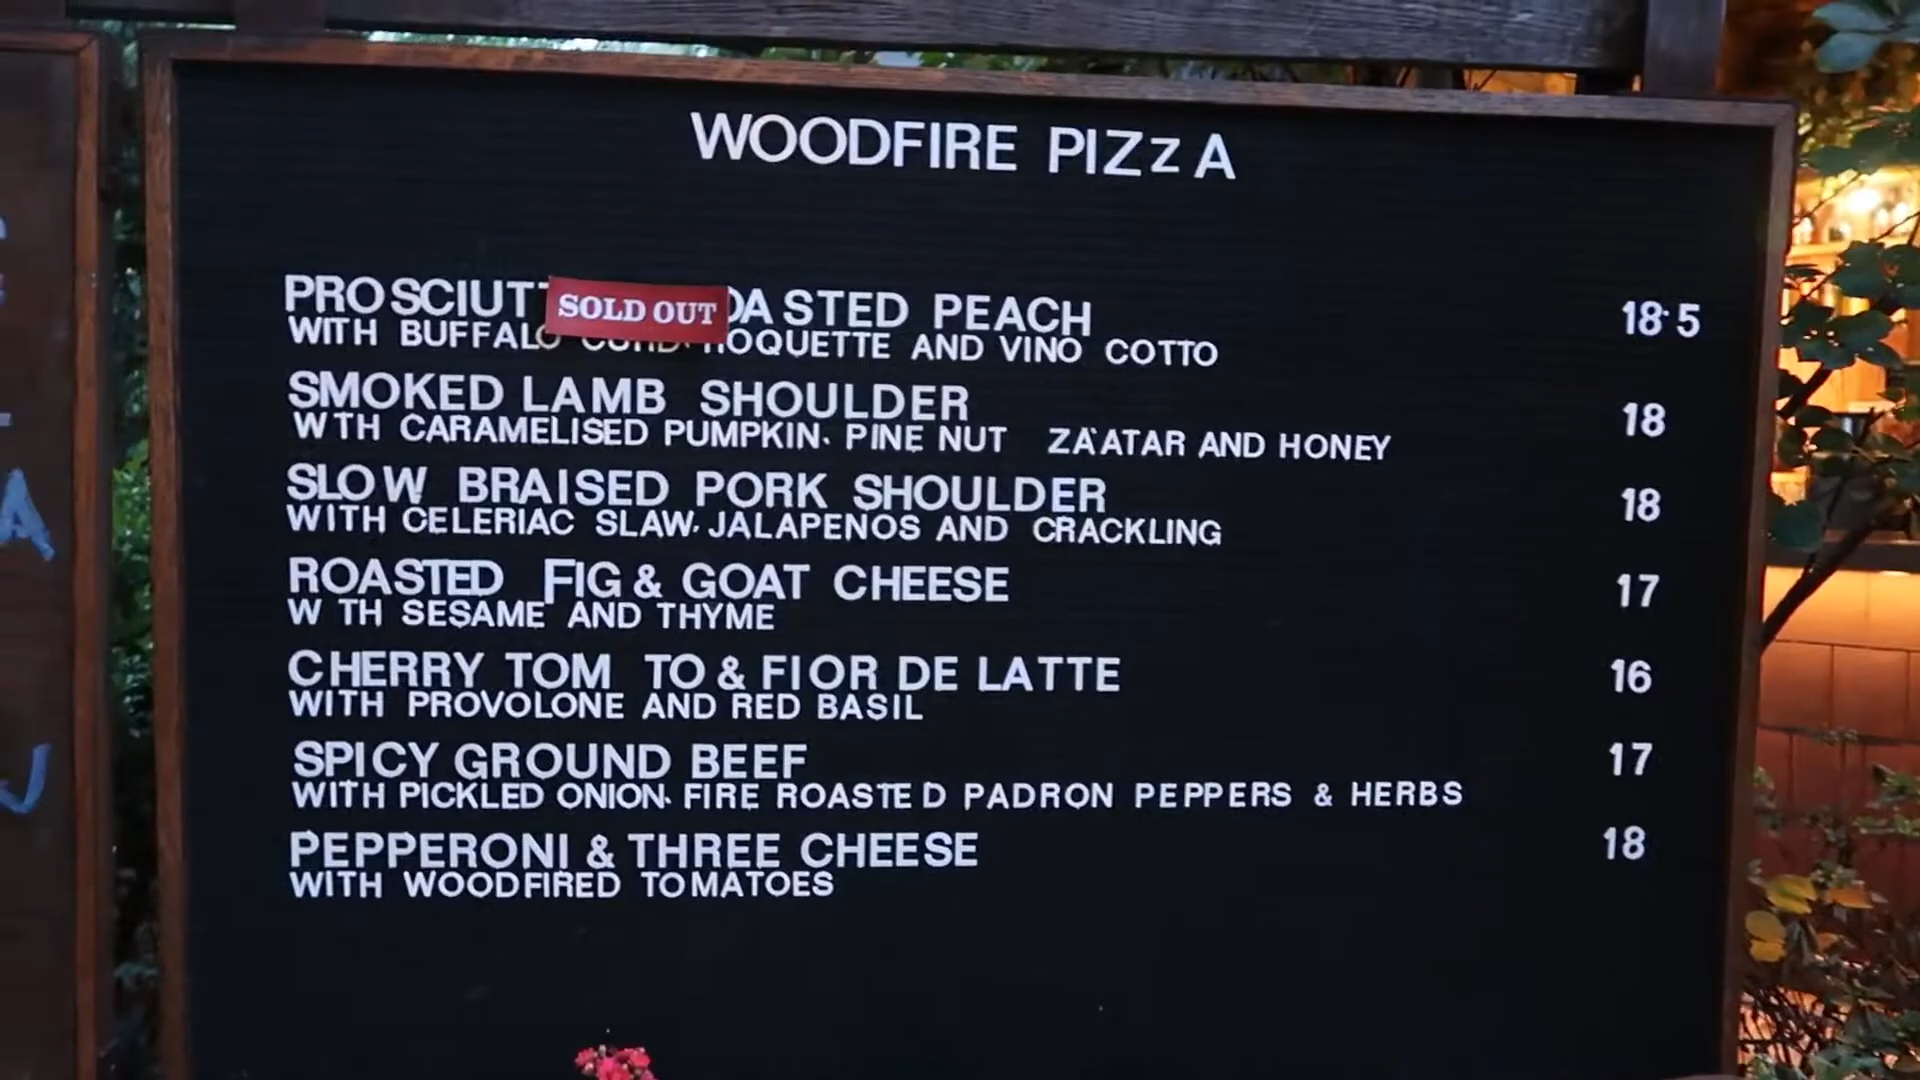 WOODFIRE PIZZA
PROSCIUTT SOLD OUT OASTED PEACH 18.5
WITH BUFFALO CURD. ROQUETTE AND VINO COTTO
SMOKED LAMB SHOULDER 18
WTH CARAMELISED PUMPKIN. PINE NUT ZA'ATAR AND HONEY
SLOW BRAISED PORK SHOULDER 18
WITH CELERIAC SLAW. JALAPENOS AND CRACKLING
ROASTED FIG & GOAT CHEESE 17
W TH SESAME AND THYME
CHERRY TOM TO & FIOR DE LATTE 16
WITH PROVOLONE AND RED BASIL
SPICY GROUND BEEF 17
WITH PICKLED ONION. FIRE ROASTED PADRON PEPPERS & HERBS
PEPPERONI & THREE CHEESE 18
WITH WOODFIRED TOMATOES